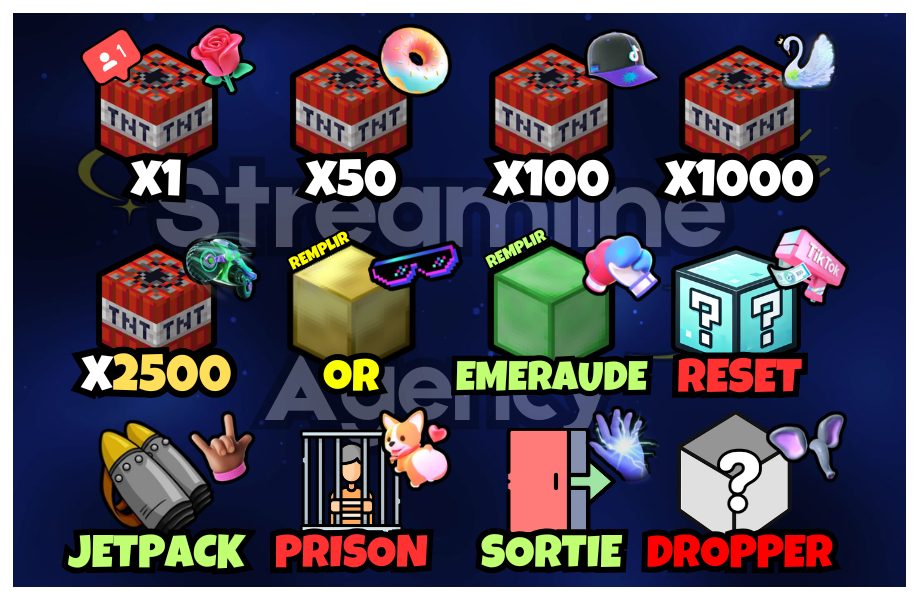 1
TNT TNT
X1
TNT TNT
X50
TNT TNT
X100
TNT TNT
X1000
Streamline
TNT TNT
X2500
REMPLIR
OR
REMPLIR
EMERAUDE
TikTok
? ?
RESET
Agency
JETPACK
PRISON
SORTIE
?
DROPPER